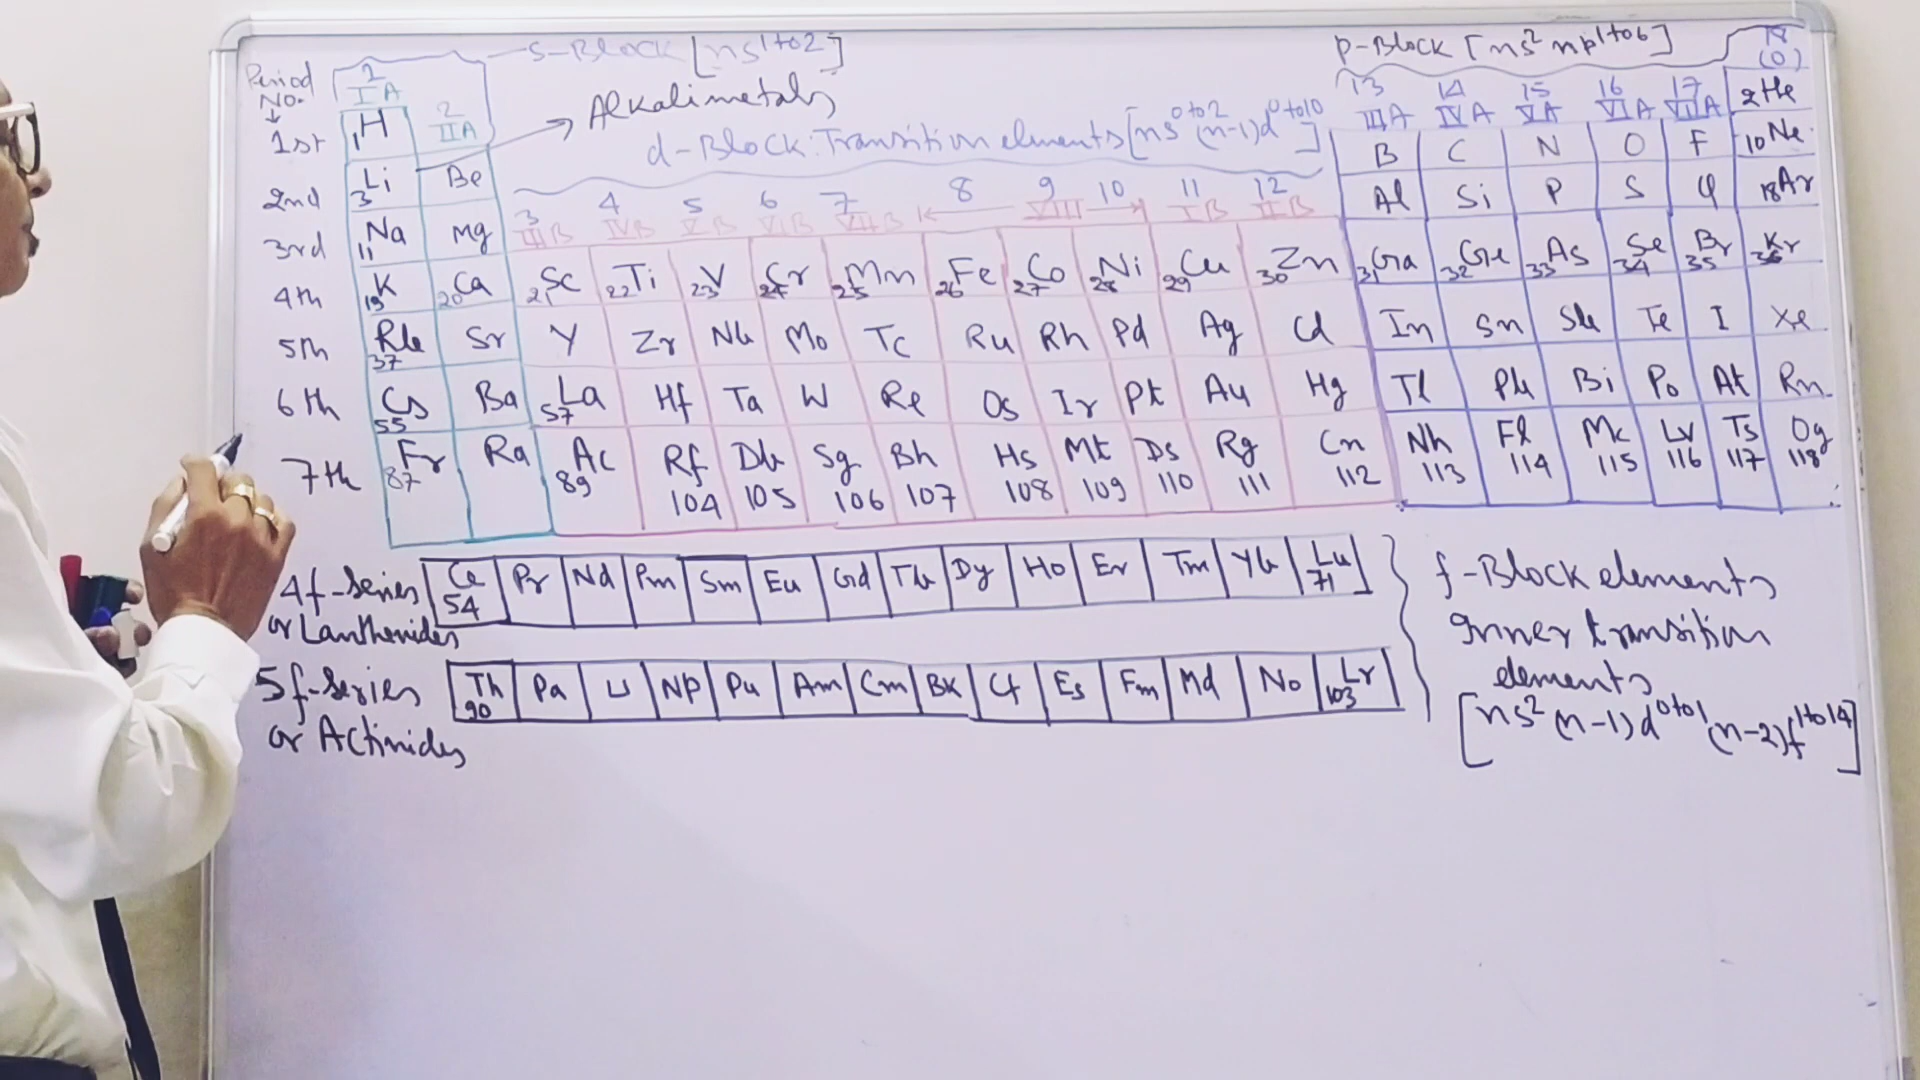 s-Block [ns1to2]
p-Block [ns2 np1to6]
Period
No.
↓
1
IA
2
IIA
Alkalimetals
d-Block:Transition elements [ns0to2 (n-1)d0to10]
13 14 15 16 17 18
IIIA IVA VA VIA VIIA (0)
1st 1H 2He
2nd 3Li Be B C N O F 10Ne
3rd 11Na Mg Al Si P S Cl 18Ar
3 4 5 6 7 8 9 10 11 12
IIIB IVB VB VIB VIIB ← VIII → IB IIB
4th 19K 20Ca 21Sc 22Ti 23V 24Cr 25Mn 26Fe 27Co 28Ni 29Cu 30Zn 31Ga 32Ge 33As 34Se 35Br 36Kr
5th Rb 37 Sr Y Zr Nb Mo Tc Ru Rh Pd Ag Cd In Sn Sb Te I Xe
6th Cs 55 Ba 57La Hf Ta W Re Os Ir Pt Au Hg Tl Pb Bi Po At Rn
7th Fr 87 Ra Ac 89 Rf 104 Db 105 Sg 106 Bh 107 Hs 108 Mt 109 Ds 110 Rg 111 Cn 112 Nh 113 Fl 114 Mc 115 Lv 116 Ts 117 Og 118
4f-series Ce 54 Pr Nd Pm Sm Eu Gd Tb Dy Ho Er Tm Yb Lu 71
or Lanthenides
5f-series Th 90 Pa U Np Pu Am Cm Bk Cf Es Fm Md No Lr 103
or Actinides
f-Block elements
Inner transition
elements
[ns2 (n-1)d0to1 (n-2)f1to14]